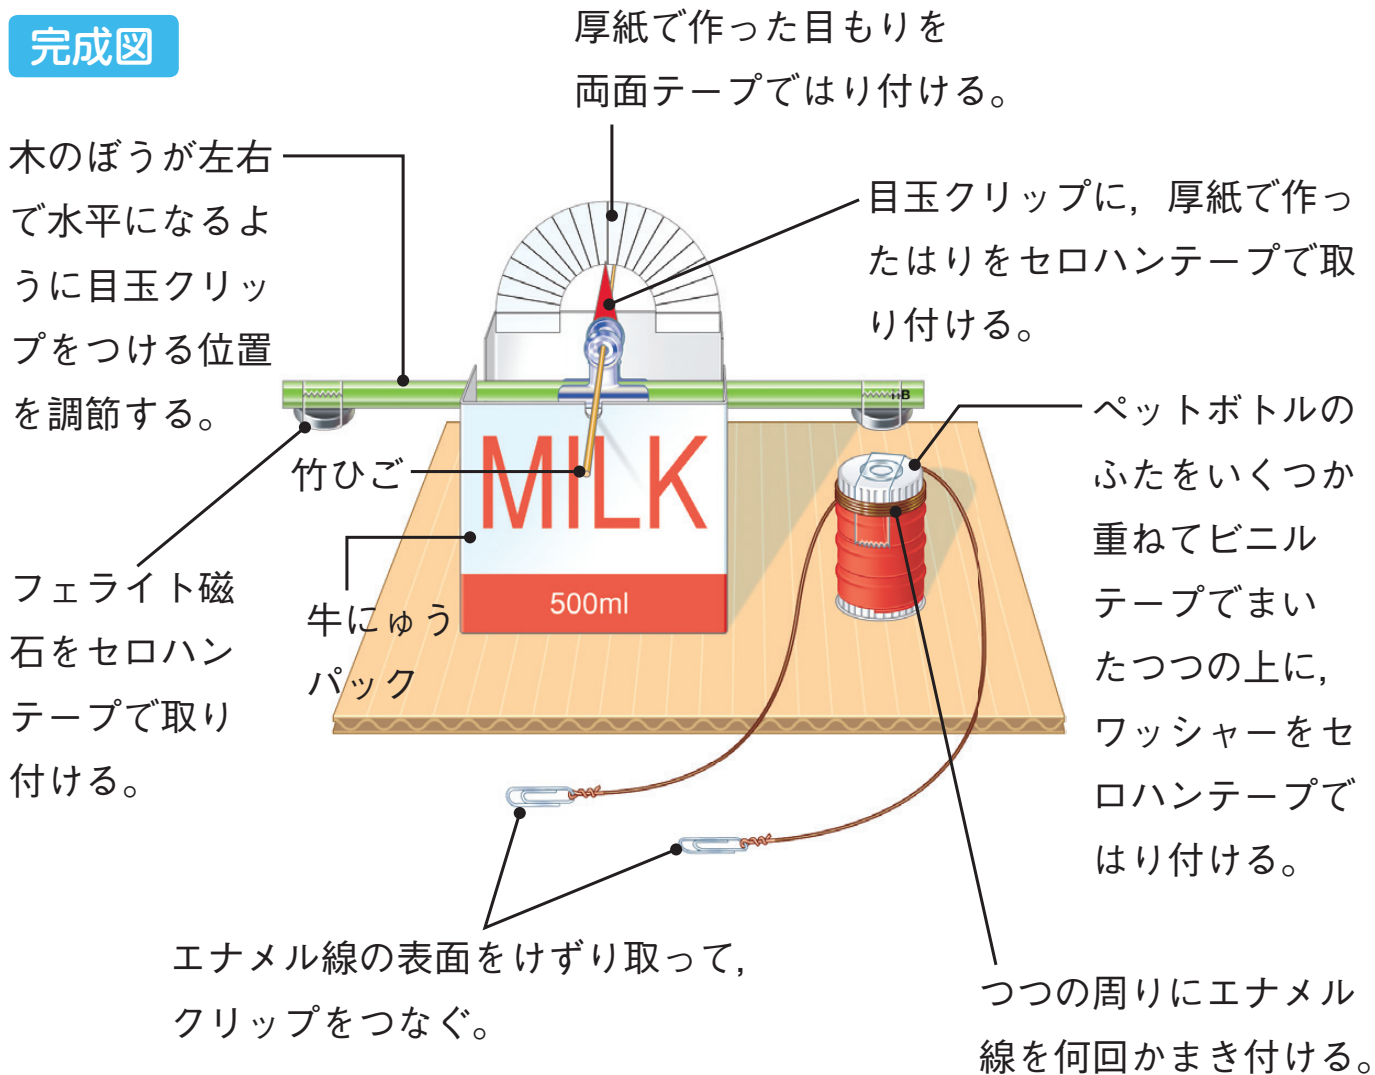 完成図
厚紙で作った目もりを
両面テープではり付ける。
木のぼうが左右
で水平になるよ
うに目玉クリッ
プをつける位置
を調節する。
目玉クリップに，厚紙で作っ
たはりをセロハンテープで取
り付ける。
HB
ペットボトルの
ふたをいくつか
重ねてビニル
テープでまい
たつつの上に，
ワッシャーをセ
ロハンテープで
はり付ける。
竹ひご
MILK
500ml
牛にゅう
パック
フェライト磁
石をセロハン
テープで取り
付ける。
エナメル線の表面をけずり取って，
クリップをつなぐ。
つつの周りにエナメル
線を何回かまき付ける。